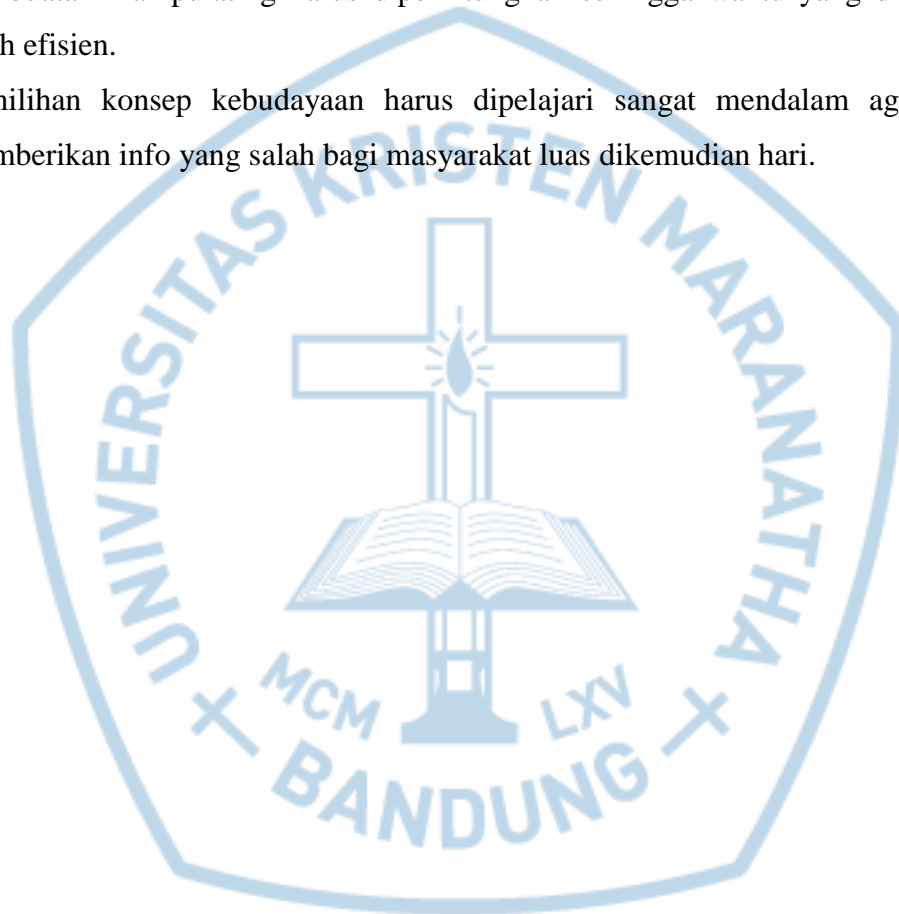 h efisien.
nilihan konsep kebudayaan harus dipelajari sangat mendalam ag
mberikan info yang salah bagi masyarakat luas dikemudian hari.
UNIVERSITAS KRISTEN MARANATHA
MCM LXV
BANDUNG